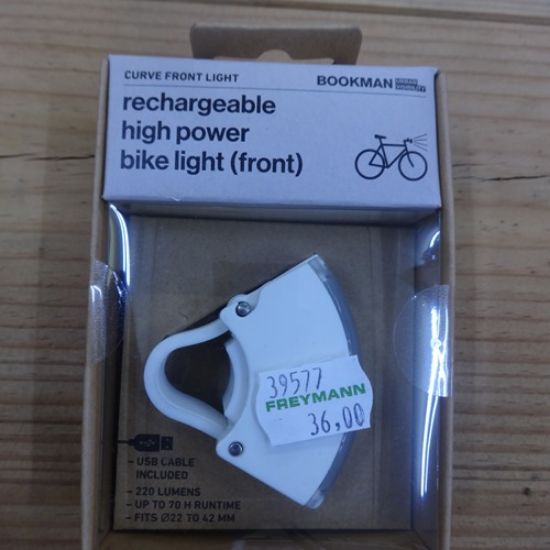 CURVE FRONT LIGHT
BOOKMAN URBAN VISIBILITY
rechargeable
high power
bike light (front)
39577
FREYMANN
36,00
– USB CABLE
INCLUDED
– 220 LUMENS
– UP TO 70 H RUNTIME
– FITS Ø22 TO 42 MM